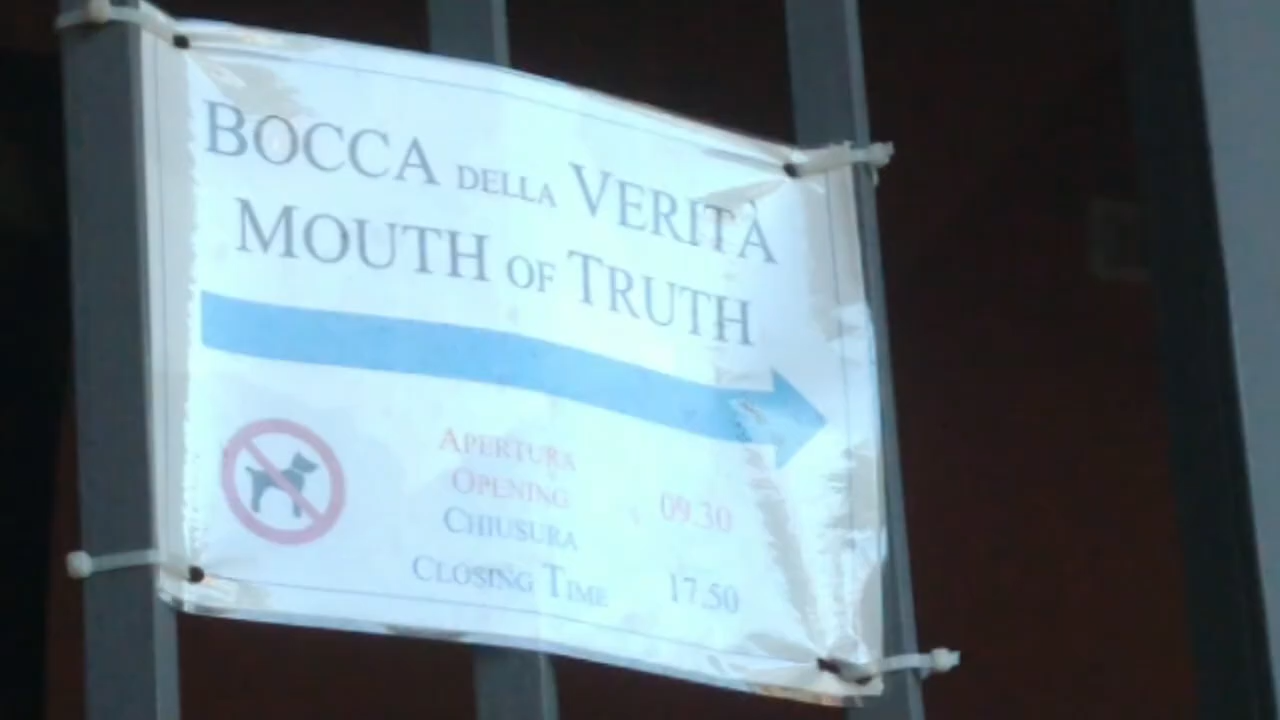 BOCCA DELLA VERITÀ
MOUTH OF TRUTH
APERTURA
OPENING 09.30
CHIUSURA
CLOSING TIME 17.50